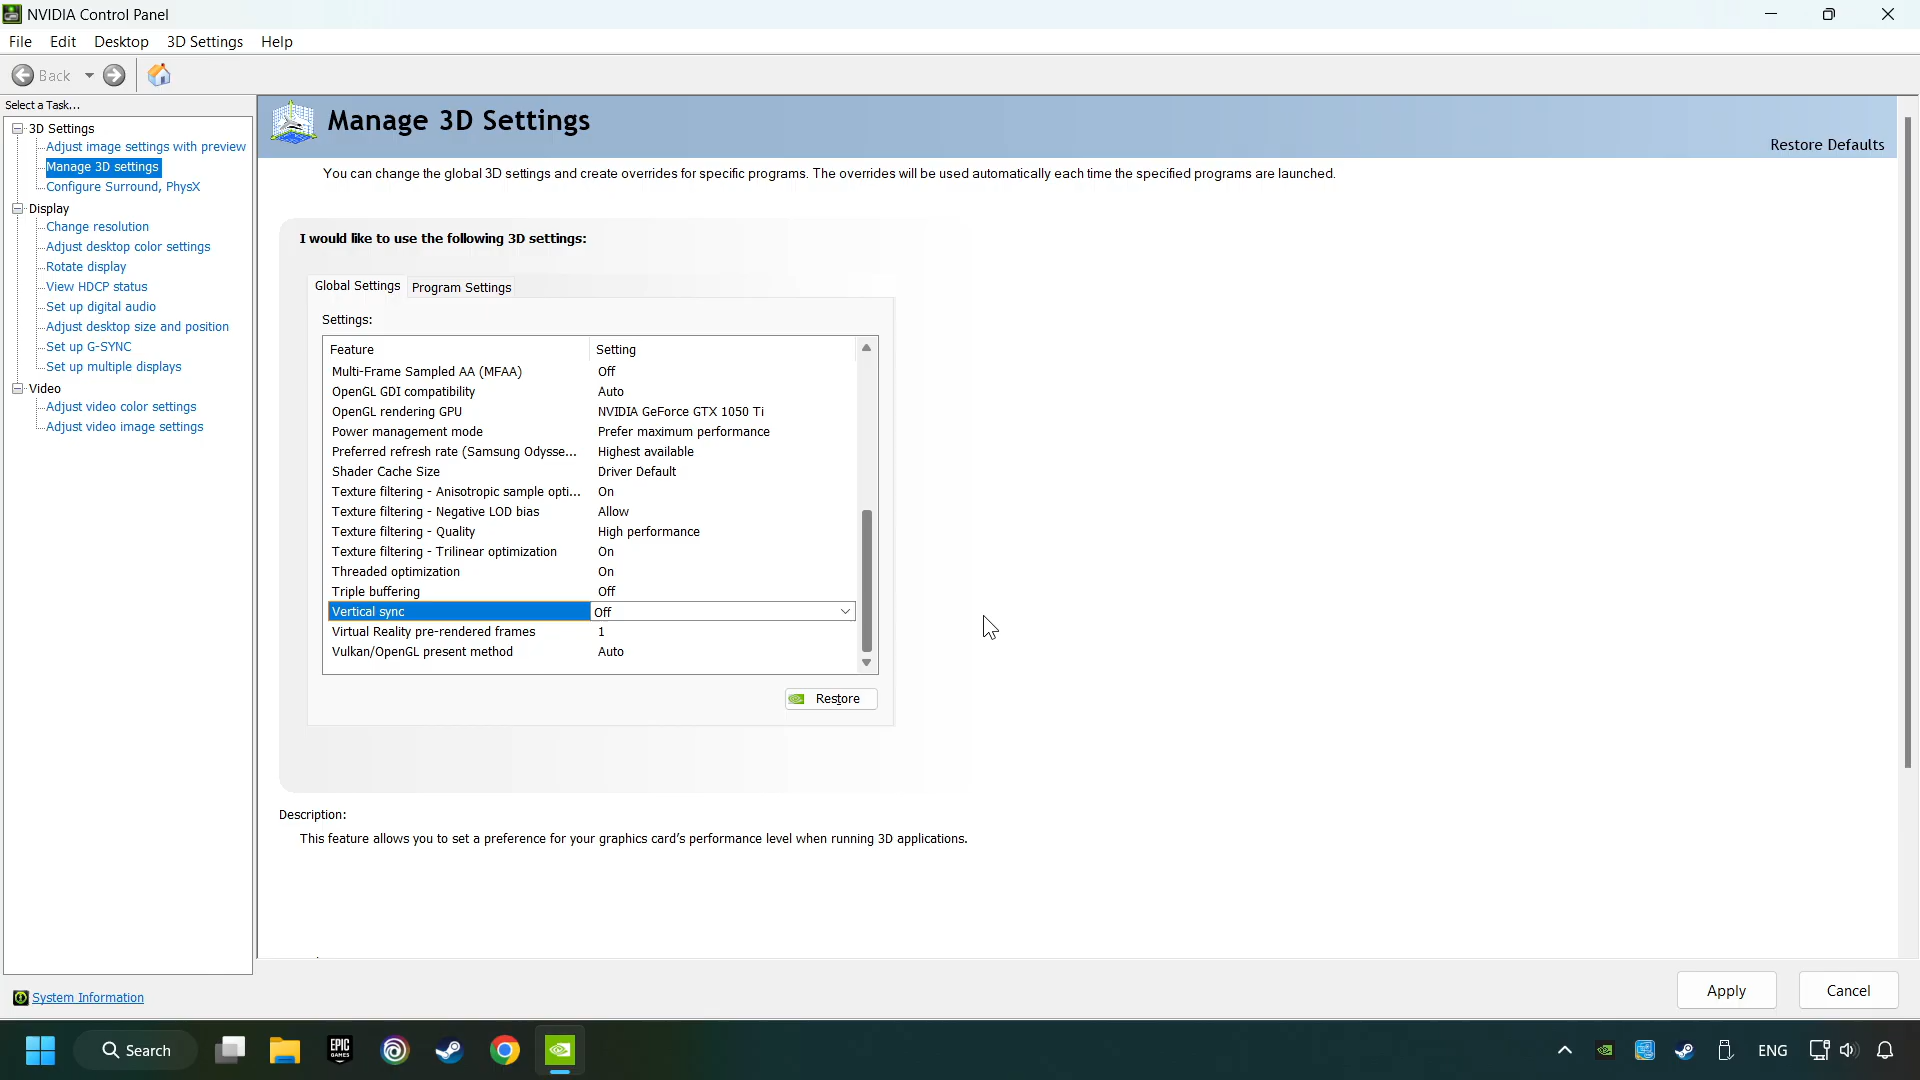 NVIDIA Control Panel
File Edit Desktop 3D Settings Help
Back
Select a Task...
3D Settings
Adjust image settings with preview
Manage 3D settings
Configure Surround, PhysX
Display
Change resolution
Adjust desktop color settings
Rotate display
View HDCP status
Set up digital audio
Adjust desktop size and position
Set up G-SYNC
Set up multiple displays
Video
Adjust video color settings
Adjust video image settings
System Information
Manage 3D Settings
Restore Defaults
You can change the global 3D settings and create overrides for specific programs. The overrides will be used automatically each time the specified programs are launched.
I would like to use the following 3D settings:
Global Settings Program Settings
Settings:
Feature Setting
Multi-Frame Sampled AA (MFAA) Off
OpenGL GDI compatibility Auto
OpenGL rendering GPU NVIDIA GeForce GTX 1050 Ti
Power management mode Prefer maximum performance
Preferred refresh rate (Samsung Odysse... Highest available
Shader Cache Size Driver Default
Texture filtering - Anisotropic sample opti... On
Texture filtering - Negative LOD bias Allow
Texture filtering - Quality High performance
Texture filtering - Trilinear optimization On
Threaded optimization On
Triple buffering Off
Vertical sync Off
Virtual Reality pre-rendered frames 1
Vulkan/OpenGL present method Auto
Restore
Description:
This feature allows you to set a preference for your graphics card's performance level when running 3D applications.
Apply Cancel
Search EPIC GAMES ENG